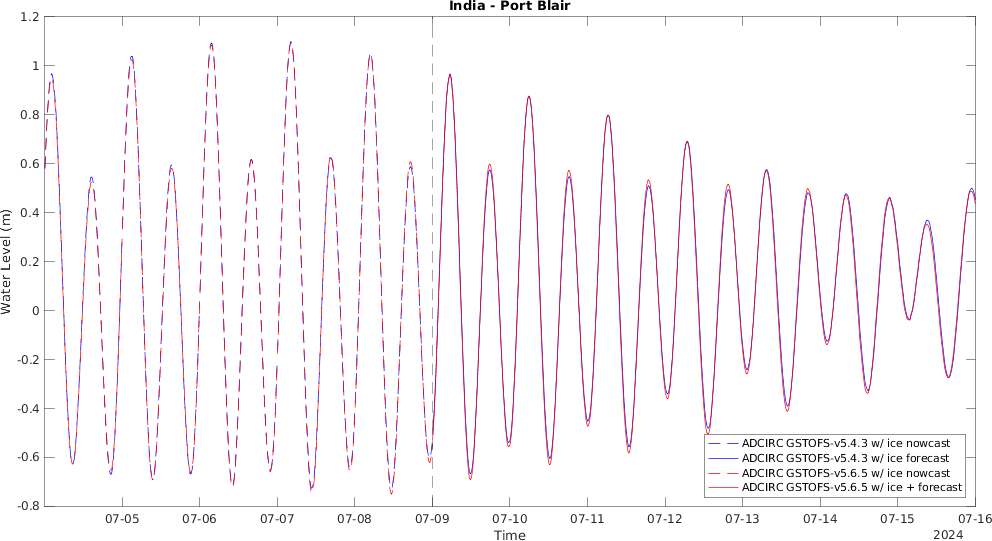 India - Port Blair
1.2
1
0.8
0.6
0.4
0.2
0
-0.2
-0.4
-0.6
-0.8
Water Level (m)
ADCIRC GSTOFS-v5.4.3 w/ ice nowcast
ADCIRC GSTOFS-v5.4.3 w/ ice forecast
ADCIRC GSTOFS-v5.6.5 w/ ice nowcast
ADCIRC GSTOFS-v5.6.5 w/ ice + forecast
07-05 07-06 07-07 07-08 07-09 07-10 07-11 07-12 07-13 07-14 07-15 07-16
Time
2024